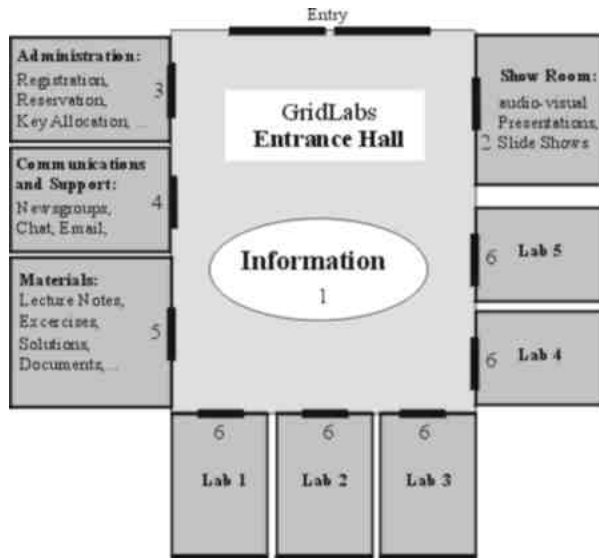 Entry
Administration:
Registration,
Reservation,
Key Allocation, ...
3
GridLabs
Entrance Hall
Show Room:
audio-visual
Presentations,
Slide Shows
2
Communications
and Support:
Newsgroups,
Chat, Email,
4
Information
1
Materials:
Lecture Notes,
Excercises,
Solutions,
Documents,...
5
6
Lab 5
6
Lab 4
6
Lab 1
6
Lab 2
6
Lab 3